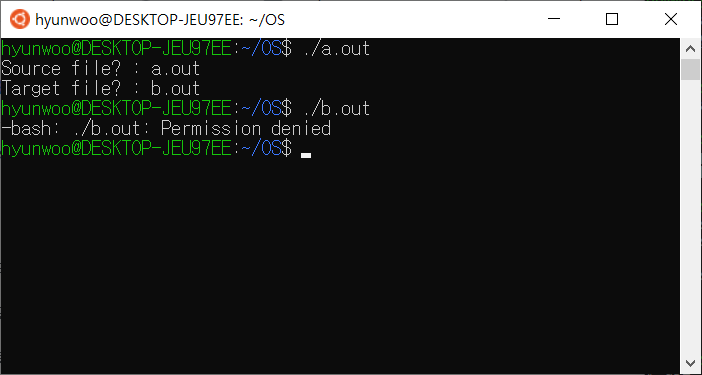 hyunwoo@DESKTOP-JEU97EE: ~/OS
hyunwoo@DESKTOP-JEU97EE:~/OS$ ./a.out
Source file? : a.out
Target file? : b.out
hyunwoo@DESKTOP-JEU97EE:~/OS$ ./b.out
-bash: ./b.out: Permission denied
hyunwoo@DESKTOP-JEU97EE:~/OS$